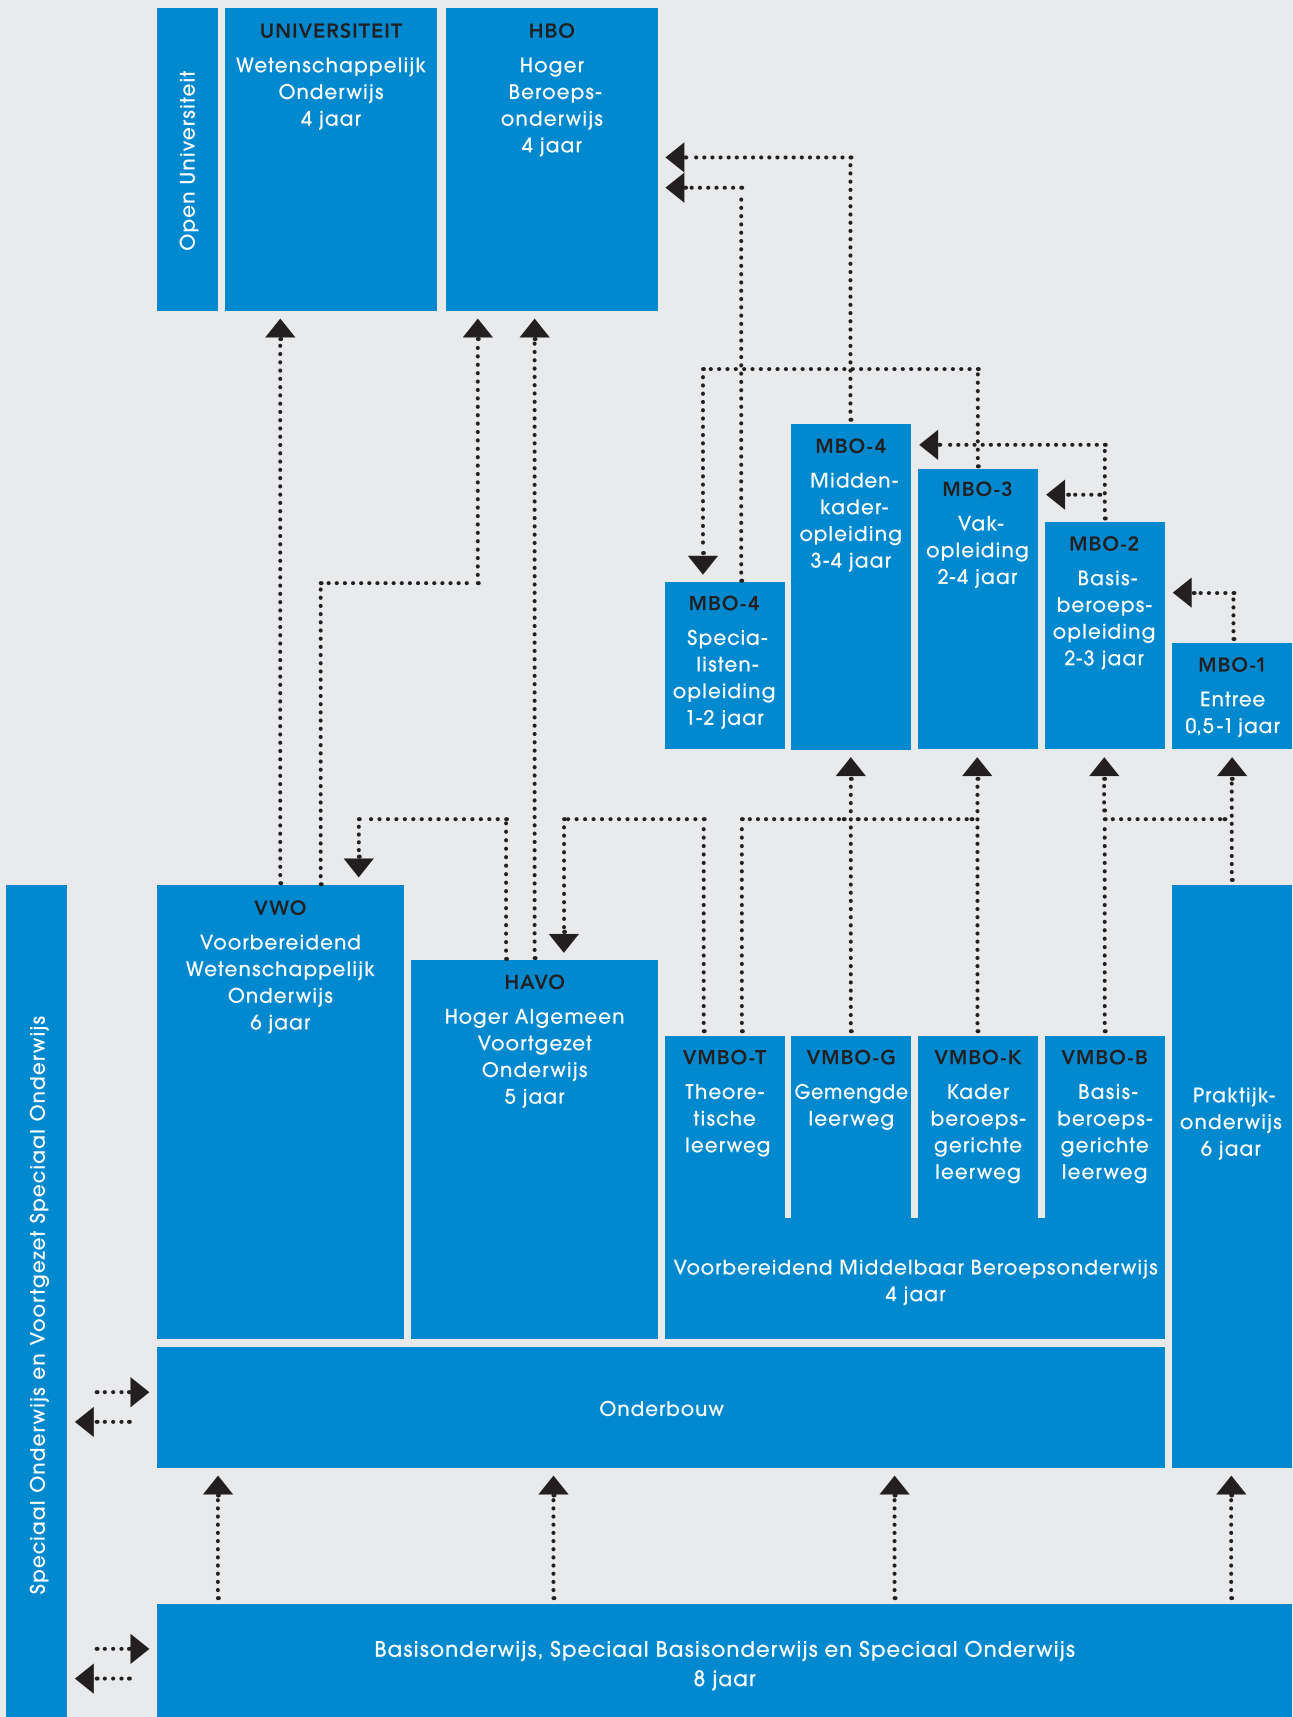 Open Universiteit
UNIVERSITEIT
Wetenschappelijk
Onderwijs
4 jaar
HBO
Hoger
Beroeps-
onderwijs
4 jaar
MBO-4
Specia-
listen-
opleiding
1-2 jaar
MBO-4
Midden-
kader-
opleiding
3-4 jaar
MBO-3
Vak-
opleiding
2-4 jaar
MBO-2
Basis-
beroeps-
opleiding
2-3 jaar
MBO-1
Entree
0,5-1 jaar
Speciaal Onderwijs en Voortgezet Speciaal Onderwijs
VWO
Voorbereidend
Wetenschappelijk
Onderwijs
6 jaar
HAVO
Hoger Algemeen
Voortgezet
Onderwijs
5 jaar
VMBO-T
Theore-
tische
leerweg
VMBO-G
Gemengde
leerweg
VMBO-K
Kader
beroeps-
gerichte
leerweg
VMBO-B
Basis-
beroeps-
gerichte
leerweg
Praktijk-
onderwijs
6 jaar
Voorbereidend Middelbaar Beroepsonderwijs
4 jaar
Onderbouw
Basisonderwijs, Speciaal Basisonderwijs en Speciaal Onderwijs
8 jaar